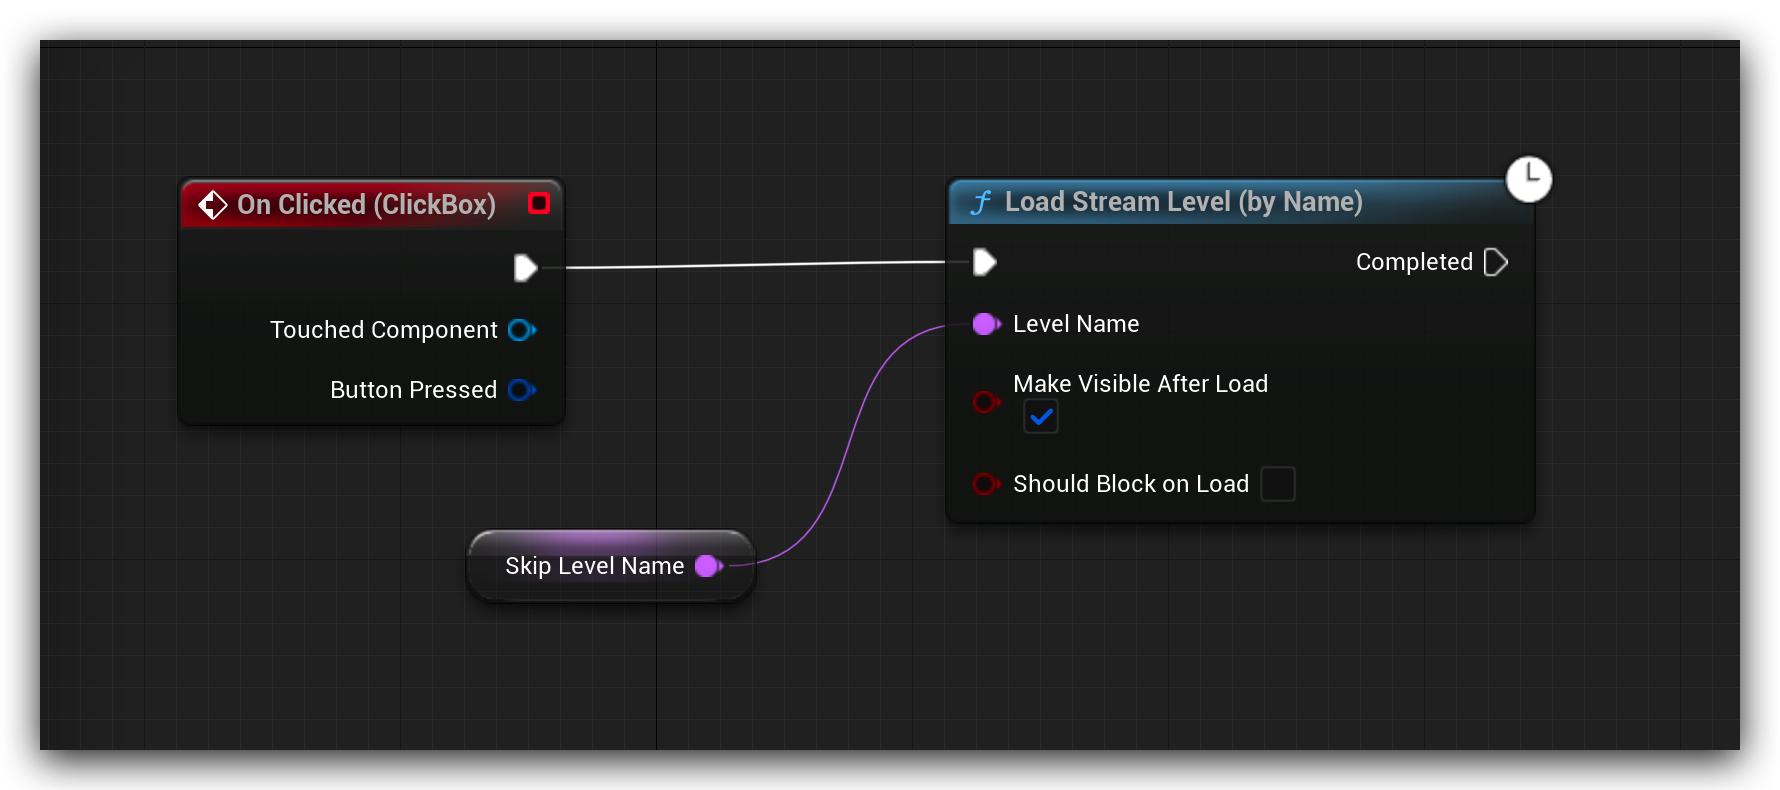 On Clicked (ClickBox)
Touched Component
Button Pressed
Skip Level Name
Load Stream Level (by Name)
Completed
Level Name
Make Visible After Load
Should Block on Load